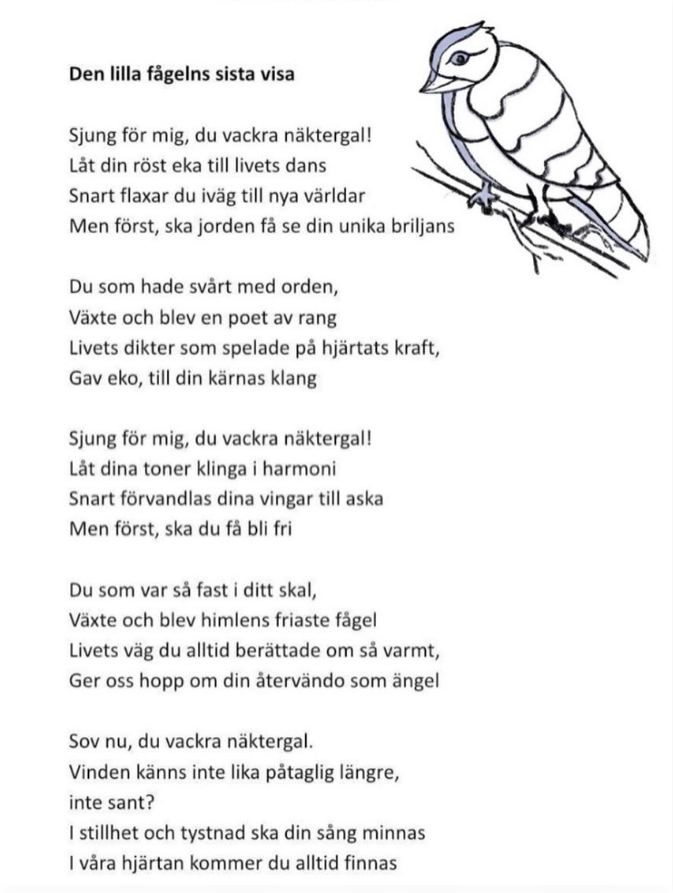 Den lilla fågelns sista visa
Sjung för mig, du vackra näktergal!
Låt din röst eka till livets dans
Snart flaxar du iväg till nya världar
Men först, ska jorden få se din unika briljans
Du som hade svårt med orden,
Växte och blev en poet av rang
Livets dikter som spelade på hjärtats kraft,
Gav eko, till din kärnas klang
Sjung för mig, du vackra näktergal!
Låt dina toner klinga i harmoni
Snart förvandlas dina vingar till aska
Men först, ska du få bli fri
Du som var så fast i ditt skal,
Växte och blev himlens friaste fågel
Livets väg du alltid berättade om så varmt,
Ger oss hopp om din återvändo som ängel
Sov nu, du vackra näktergal.
Vinden känns inte lika påtaglig längre,
inte sant?
I stillhet och tystnad ska din sång minnas
I våra hjärtan kommer du alltid finnas